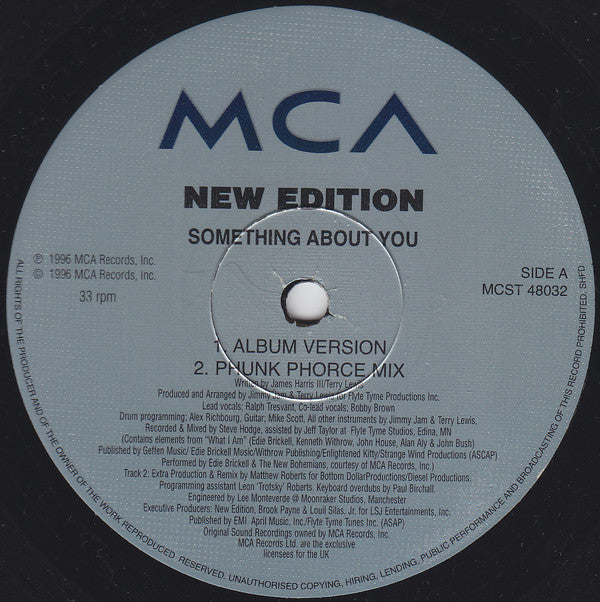 MCA
NEW EDITION
SOMETHING ABOUT YOU
℗ 1996 MCA Records, Inc.
© 1996 MCA Records, Inc.
33 rpm
SIDE A
MCST 48032
1. ALBUM VERSION
2. PHUNK PHORCE MIX
Written by James Harris III/Terry Lewis
Produced and Arranged by Jimmy Jam & Terry Lewis for Flyte Tyme Productions Inc.
Lead vocals: Ralph Tresvant, Co-lead vocals: Bobby Brown
Drum programming; Alex Richbourg, Guitar; Mike Scott. All other instruments by Jimmy Jam & Terry Lewis,
Recorded & Mixed by Steve Hodge, assisted by Jeff Taylor at Flyte Tyme Studios, Edina, MN
(Contains elements from "What I Am" (Edie Brickell, Kenneth Withrow, John House, Alan Aly & John Bush)
Published by Geffen Music/ Edie Brickell Music/Withrow Publishing/Enlightened Kitty/Strange Wind Productions (ASCAP)
Performed by Edie Brickell & The New Bohemians, courtesy of MCA Records, Inc.)
Track 2: Extra Production & Remix by Matthew Roberts for Bottom DollarProductions/Diesel Productions.
Programming assistant Leon 'Trotsky' Roberts. Keyboard overdubs by Paul Birchall.
Engineered by Lee Monteverde @ Moonraker Studios, Manchester
Executive Producers: New Edition, Brook Payne & Louil Silas, Jr. for LSJ Entertainments, Inc.
Published by EMI April Music, Inc/Flyte Tyme Tunes Inc. (ASAP)
Original Sound Recordings owned by MCA Records, Inc.
MCA Records Ltd. are the exclusive
licensees for the UK
ALL RIGHTS OF THE PRODUCER AND OF THE OWNER OF THE WORK REPRODUCED, RESERVED. UNAUTHORISED COPYING, HIRING, LENDING, PUBLIC PERFORMANCE AND BROADCASTING OF THIS RECORD PROHIBITED. SHFD